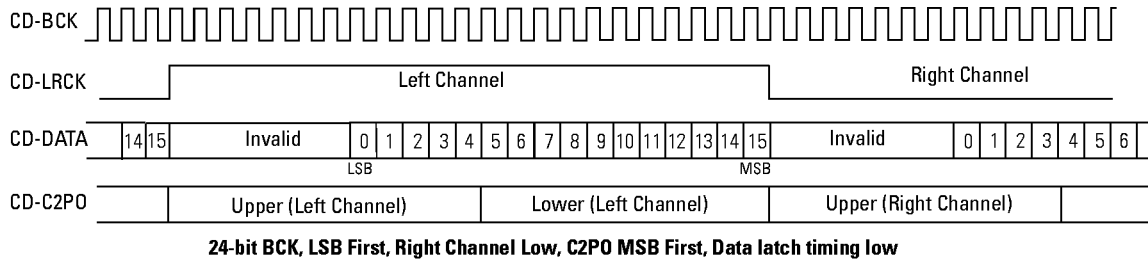 CD-BCK
CD-LRCK Left Channel Right Channel
CD-DATA 14 15 Invalid 0 1 2 3 4 5 6 7 8 9 10 11 12 13 14 15 Invalid 0 1 2 3 4 5 6
LSB MSB
CD-C2PO Upper (Left Channel) Lower (Left Channel) Upper (Right Channel)
24-bit BCK, LSB First, Right Channel Low, C2PO MSB First, Data latch timing low